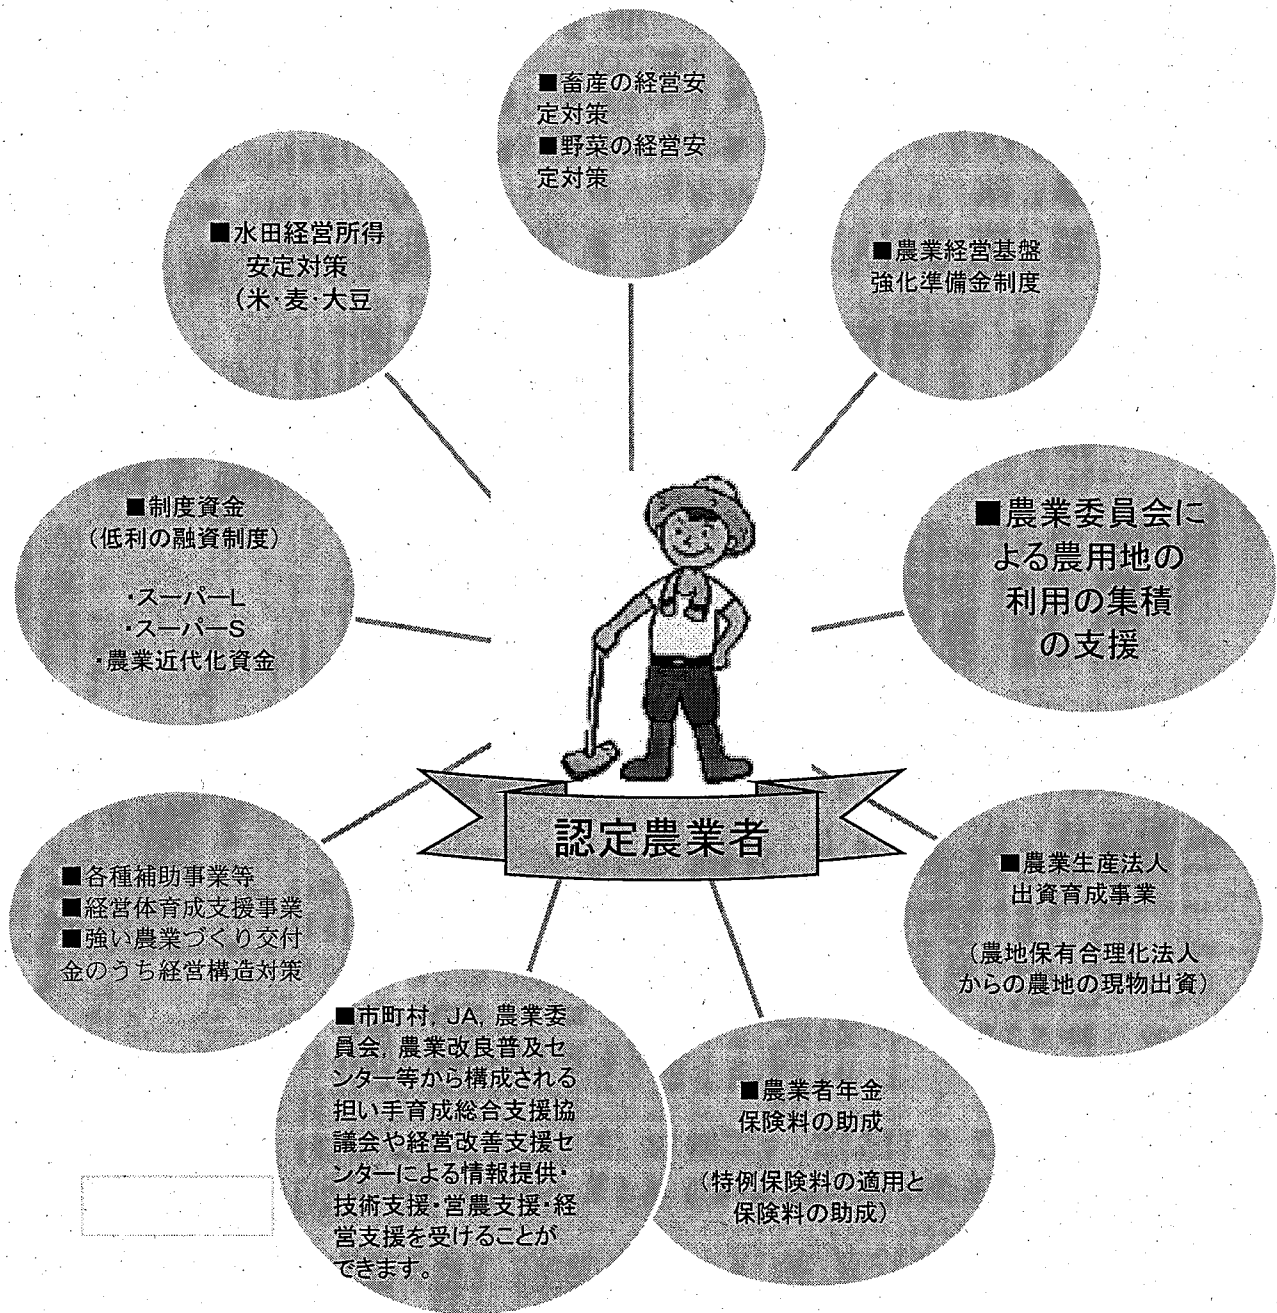 ■畜産の経営安
定対策
■野菜の経営安
定対策
■水田経営所得
安定対策
(米・麦・大豆
■農業経営基盤
強化準備金制度
■制度資金
(低利の融資制度)
・スーパーL
・スーパーS
・農業近代化資金
■農業委員会に
よる農用地の
利用の集積
の支援
認定農業者
■各種補助事業等
■経営体育成支援事業
■強い農業づくり交付
金のうち経営構造対策
■農業生産法人
出資育成事業
(農地保有合理化法人
からの農地の現物出資)
■市町村, JA, 農業委
員会, 農業改良普及セ
ンター等から構成される
担い手育成総合支援協
議会や経営改善支援セ
ンターによる情報提供・
技術支援・営農支援・経
営支援を受けることが
できます。
■農業者年金
保険料の助成
(特例保険料の適用と
保険料の助成)